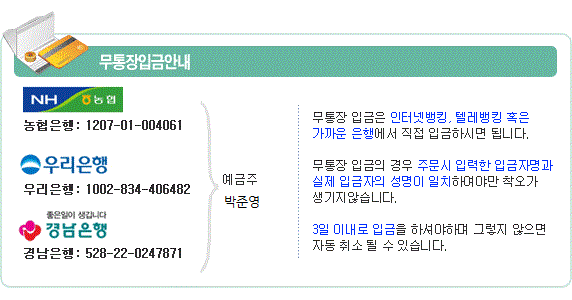 무통장입금안내
NH 농협
농협은행: 1207-01-004061
우리은행
우리은행: 1002-834-406482
좋은일이 생깁니다
경남은행
경남은행: 528-22-0247871
예금주
박준영
무통장 입금은 인터넷뱅킹, 텔레뱅킹 혹은
가까운 은행에서 직접 입금하시면 됩니다.
무통장 입금의 경우 주문시 입력한 입금자명과
실제 입금자의 성명이 일치하여야만 착오가
생기지않습니다.
3일 이내로 입금을 하셔야하며 그렇지 않으면
자동 취소 될 수 있습니다.